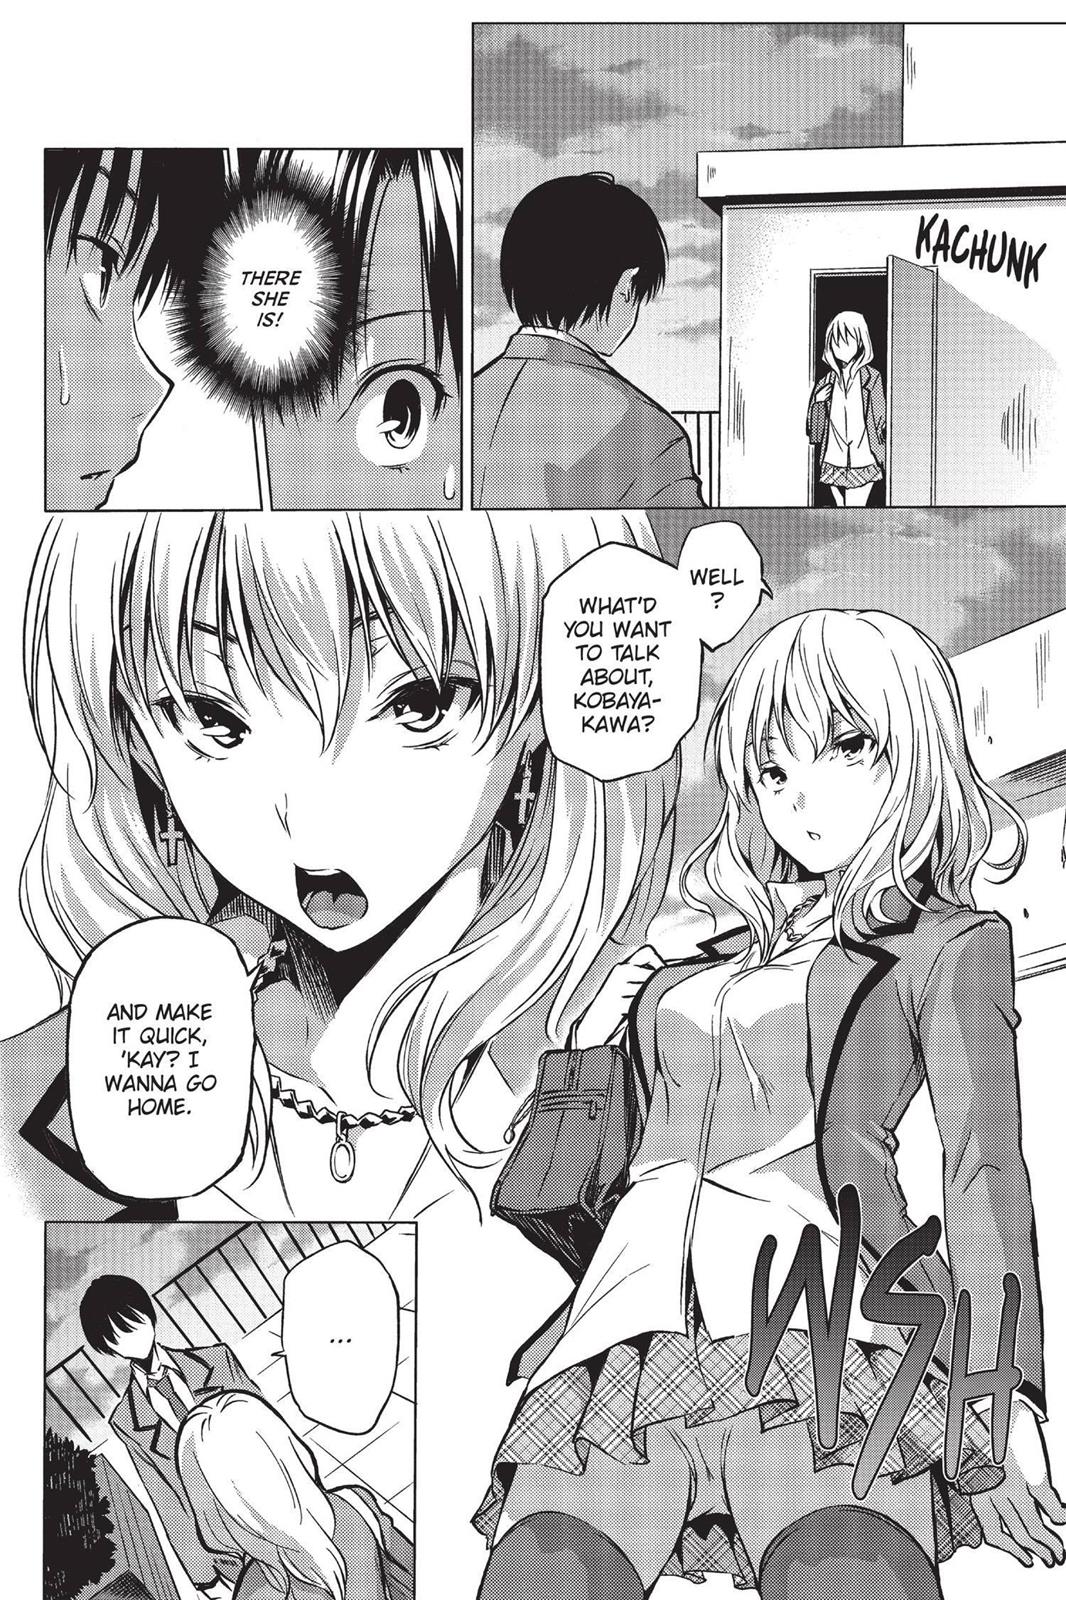 KACHUNK
THERE
SHE
IS!
WELL
?
WHAT'D
YOU WANT
TO TALK
ABOUT,
KOBAYA-
KAWA?
AND MAKE
IT QUICK,
'KAY? I
WANNA GO
HOME.
WSH
...